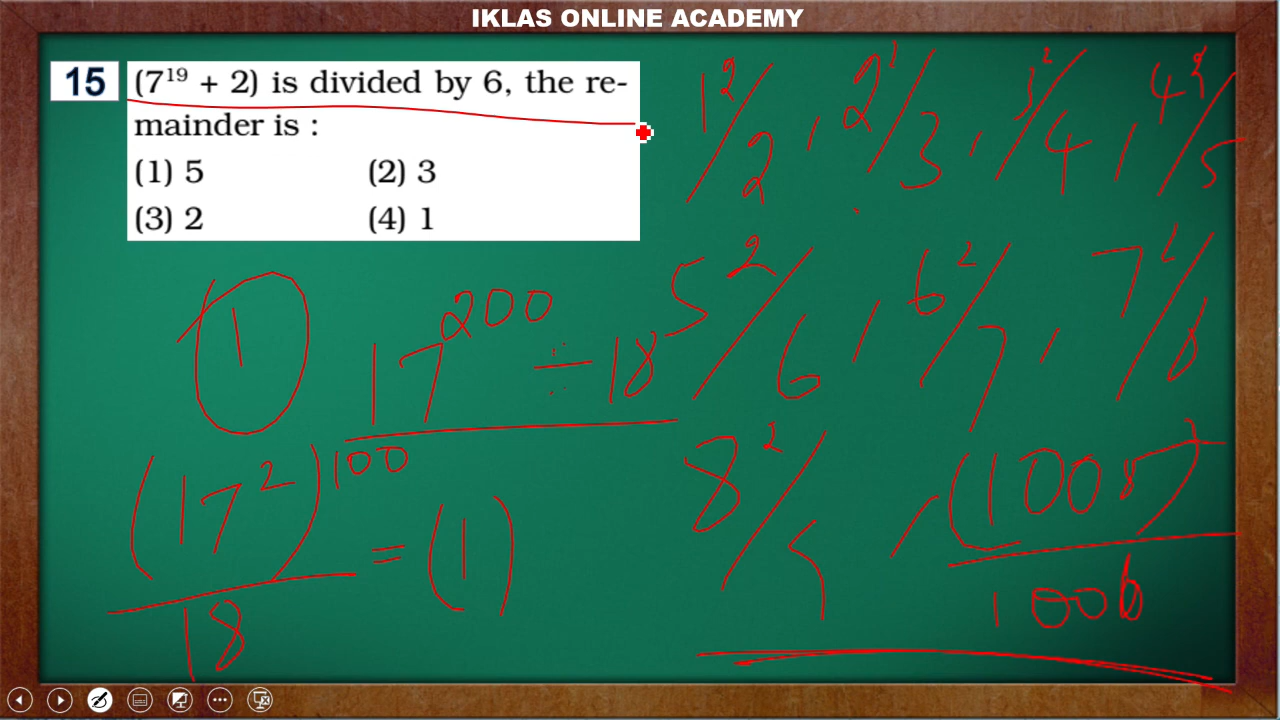 IKLAS ONLINE ACADEMY
15 (7¹⁹ + 2) is divided by 6, the re-
mainder is :
(1) 5 (2) 3
(3) 2 (4) 1
1²/2, 2²/3, 3²/4, 4²/5
5²/6, 6²/7, 7²/8
8²/
1
17²⁰⁰ ÷ 18
(17²)¹⁰⁰/18 = (1)